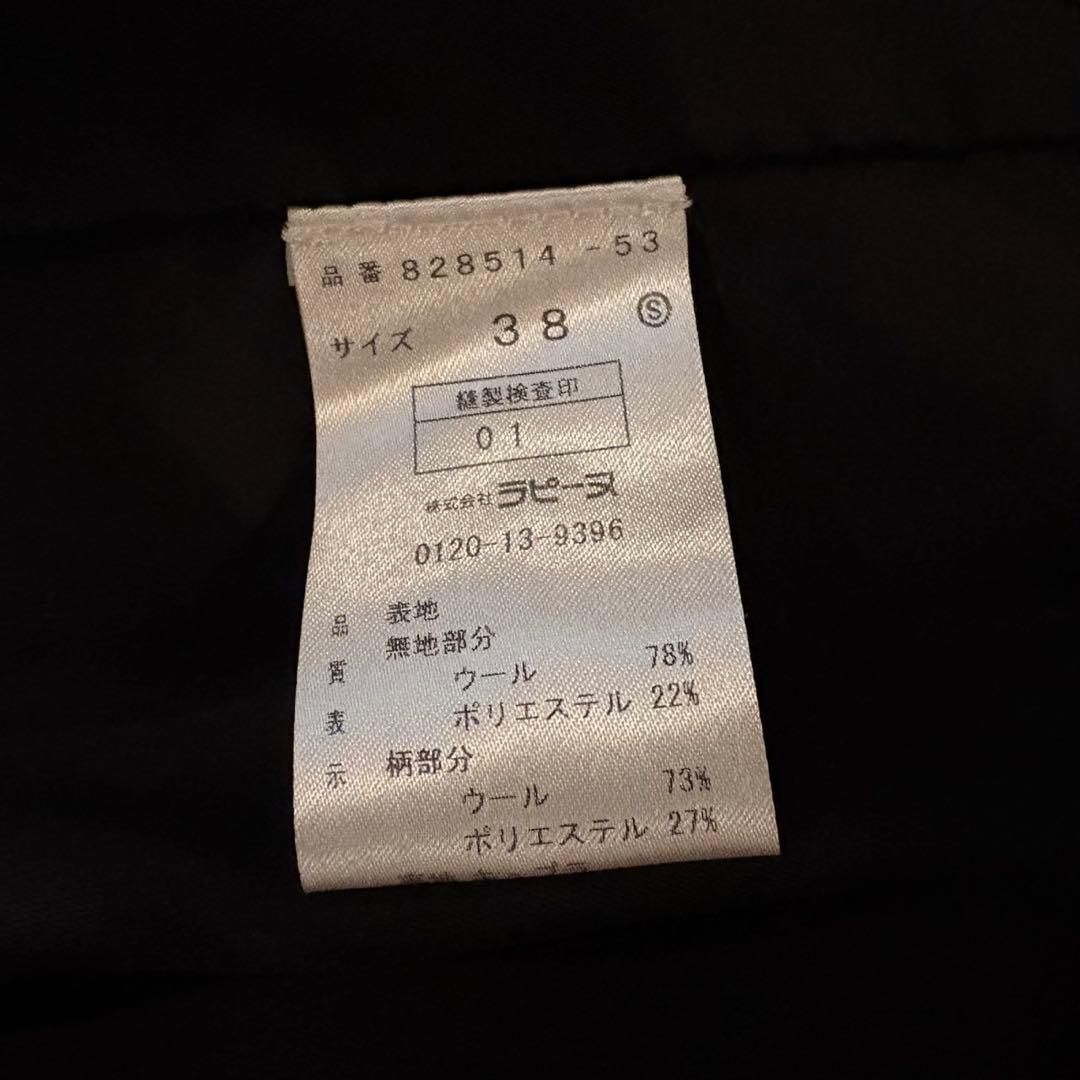 品番 828514-53
サイズ 38 Ⓢ
縫製検査印
01
株式会社ラピーヌ
0120-13-9396
品質表示
表地
無地部分
ウール 78%
ポリエステル 22%
柄部分
ウール 73%
ポリエステル 27%